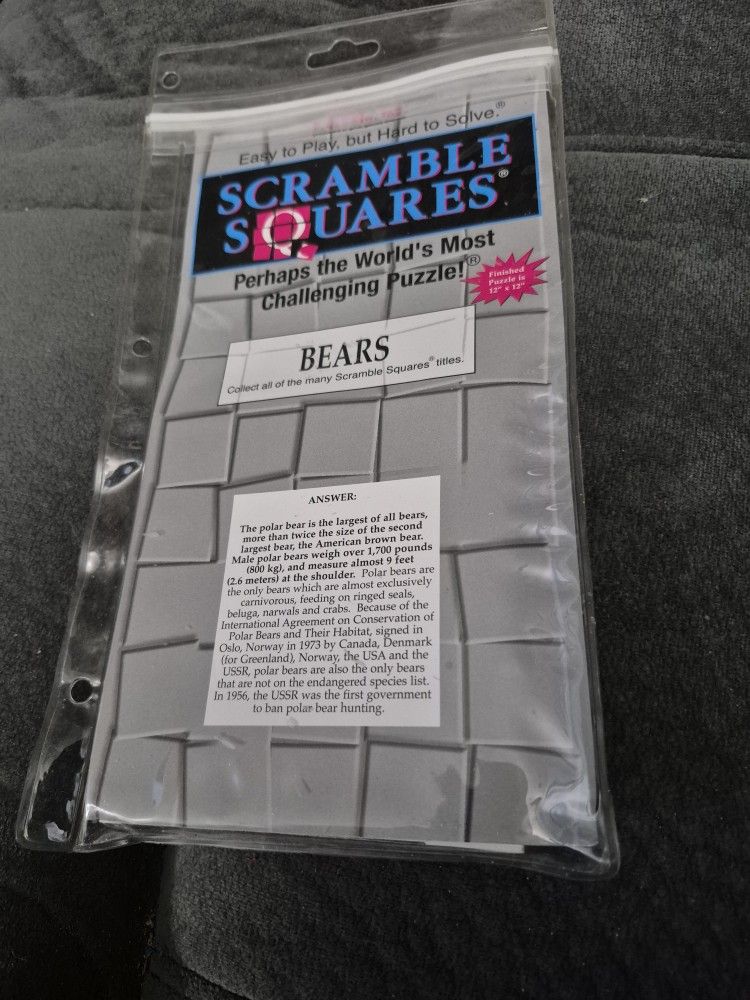 Easy to Play, but Hard to Solve.®
SCRAMBLE
SQUARES®
Perhaps the World's Most
Challenging Puzzle!®
Finished
Puzzle is
12" x 12"
BEARS
Collect all of the many Scramble Squares® titles.
ANSWER:
The polar bear is the largest of all bears,
more than twice the size of the second
largest bear, the American brown bear.
Male polar bears weigh over 1,700 pounds
(800 kg), and measure almost 9 feet
(2.6 meters) at the shoulder. Polar bears are
the only bears which are almost exclusively
carnivorous, feeding on ringed seals,
beluga, narwals and crabs. Because of the
International Agreement on Conservation of
Polar Bears and Their Habitat, signed in
Oslo, Norway in 1973 by Canada, Denmark
(for Greenland), Norway, the USA and the
USSR, polar bears are also the only bears
that are not on the endangered species list.
In 1956, the USSR was the first government
to ban polar bear hunting.